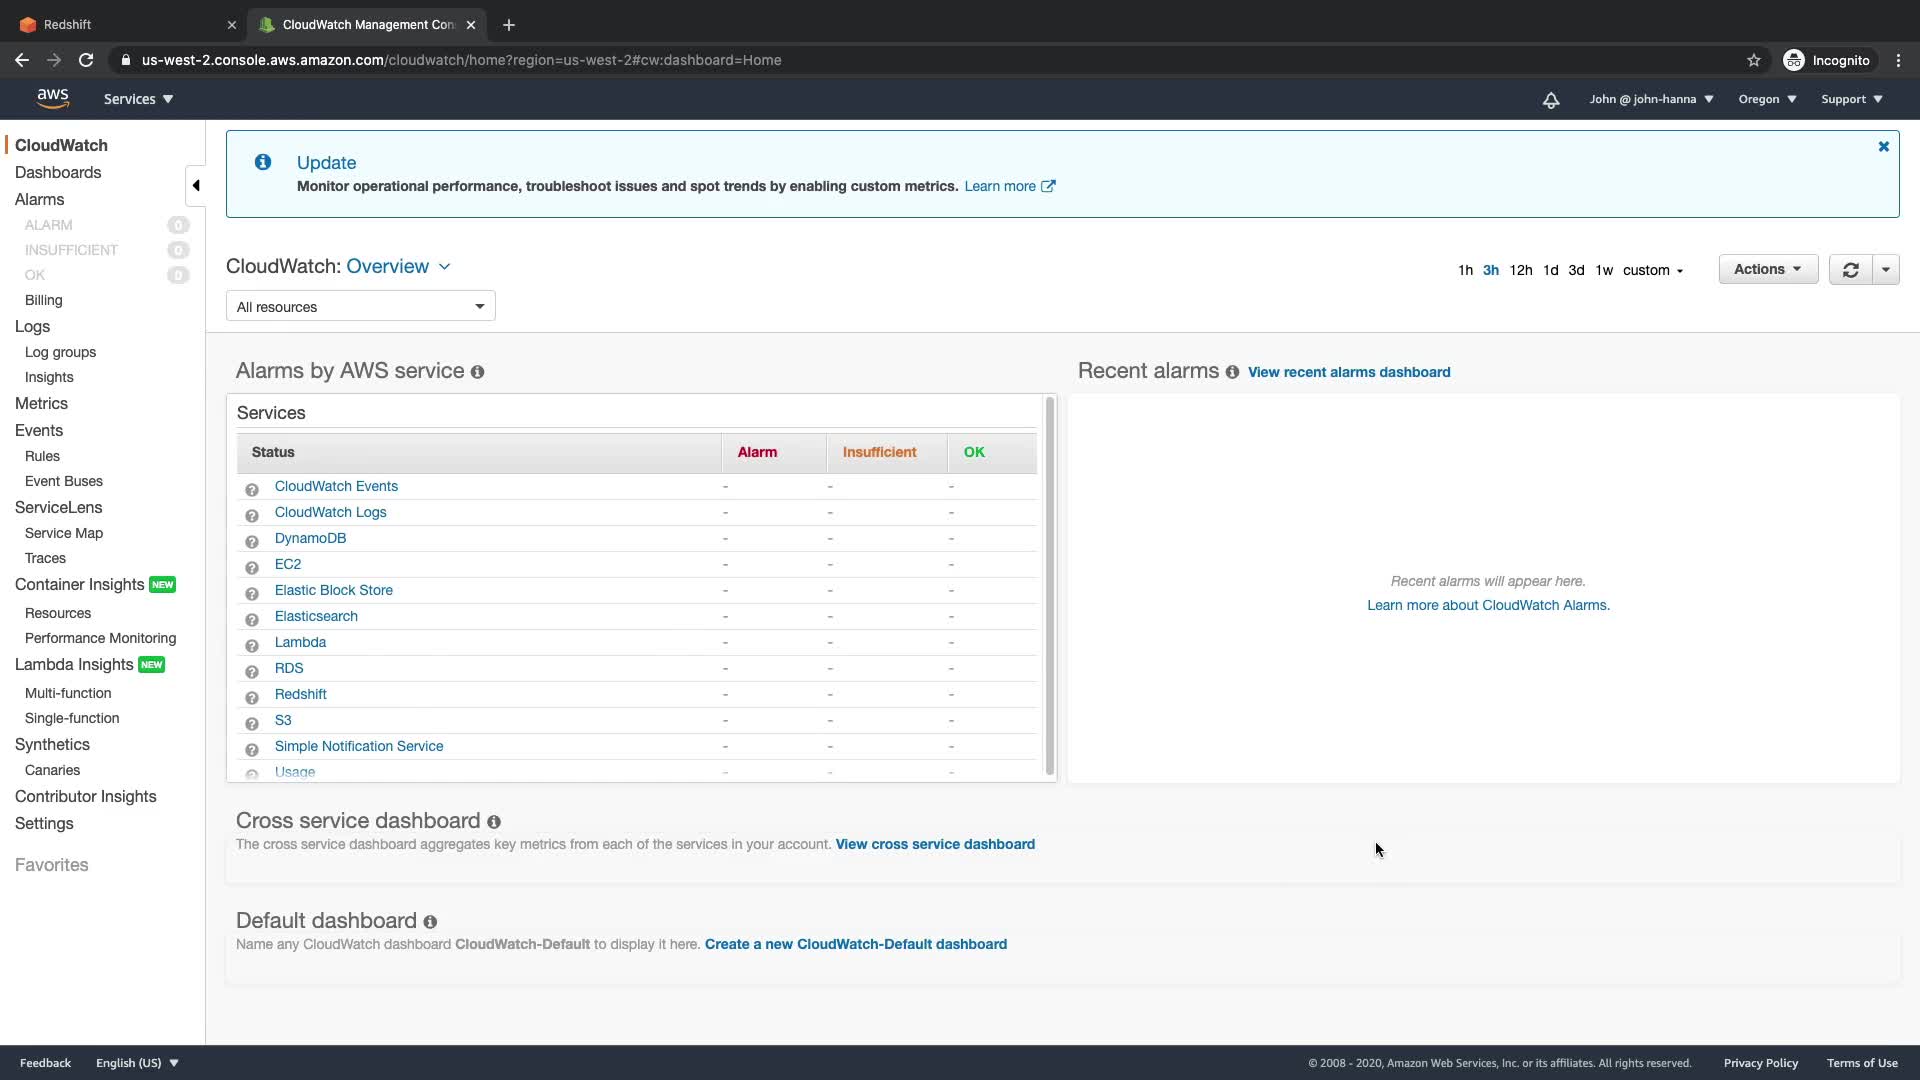 Redshift
CloudWatch Management Con
us-west-2.console.aws.amazon.com/cloudwatch/home?region=us-west-2#cw:dashboard=Home
Incognito
aws
Services
John @ john-hanna
Oregon
Support
CloudWatch
Dashboards
Alarms
ALARM 0
INSUFFICIENT 0
OK 0
Billing
Logs
Log groups
Insights
Metrics
Events
Rules
Event Buses
ServiceLens
Service Map
Traces
Container Insights NEW
Resources
Performance Monitoring
Lambda Insights NEW
Multi-function
Single-function
Synthetics
Canaries
Contributor Insights
Settings
Favorites
Update
Monitor operational performance, troubleshoot issues and spot trends by enabling custom metrics. Learn more
CloudWatch: Overview
1h 3h 12h 1d 3d 1w custom
Actions
All resources
Alarms by AWS service
Services
Status Alarm Insufficient OK
CloudWatch Events - - -
CloudWatch Logs - - -
DynamoDB - - -
EC2 - - -
Elastic Block Store - - -
Elasticsearch - - -
Lambda - - -
RDS - - -
Redshift - - -
S3 - - -
Simple Notification Service - - -
Usage - - -
Recent alarms View recent alarms dashboard
Recent alarms will appear here.
Learn more about CloudWatch Alarms.
Cross service dashboard
The cross service dashboard aggregates key metrics from each of the services in your account. View cross service dashboard
Default dashboard
Name any CloudWatch dashboard CloudWatch-Default to display it here. Create a new CloudWatch-Default dashboard
Feedback
English (US)
© 2008 - 2020, Amazon Web Services, Inc. or its affiliates. All rights reserved.
Privacy Policy
Terms of Use